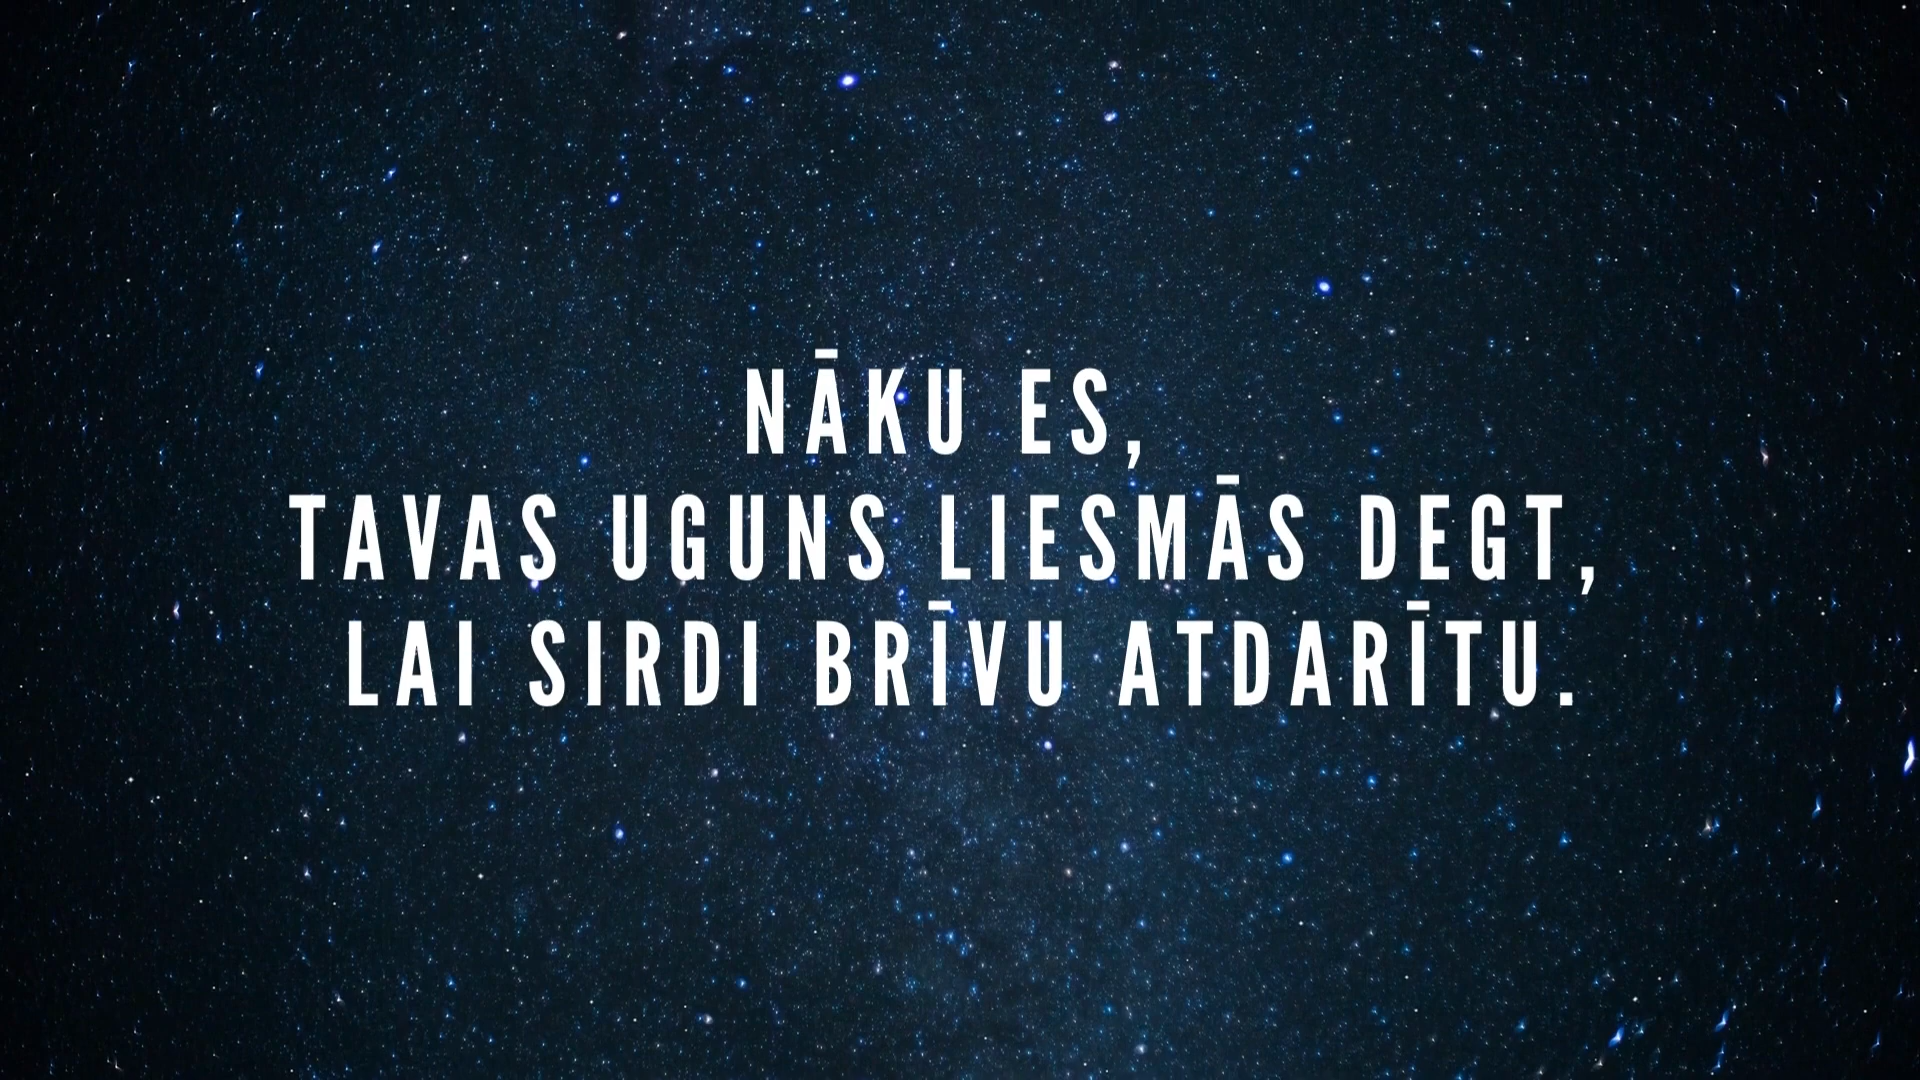 NĀKU ES,
TAVAS UGUNS LIESMĀS DEGT,
LAI SIRDI BRĪVU ATDARĪTU.